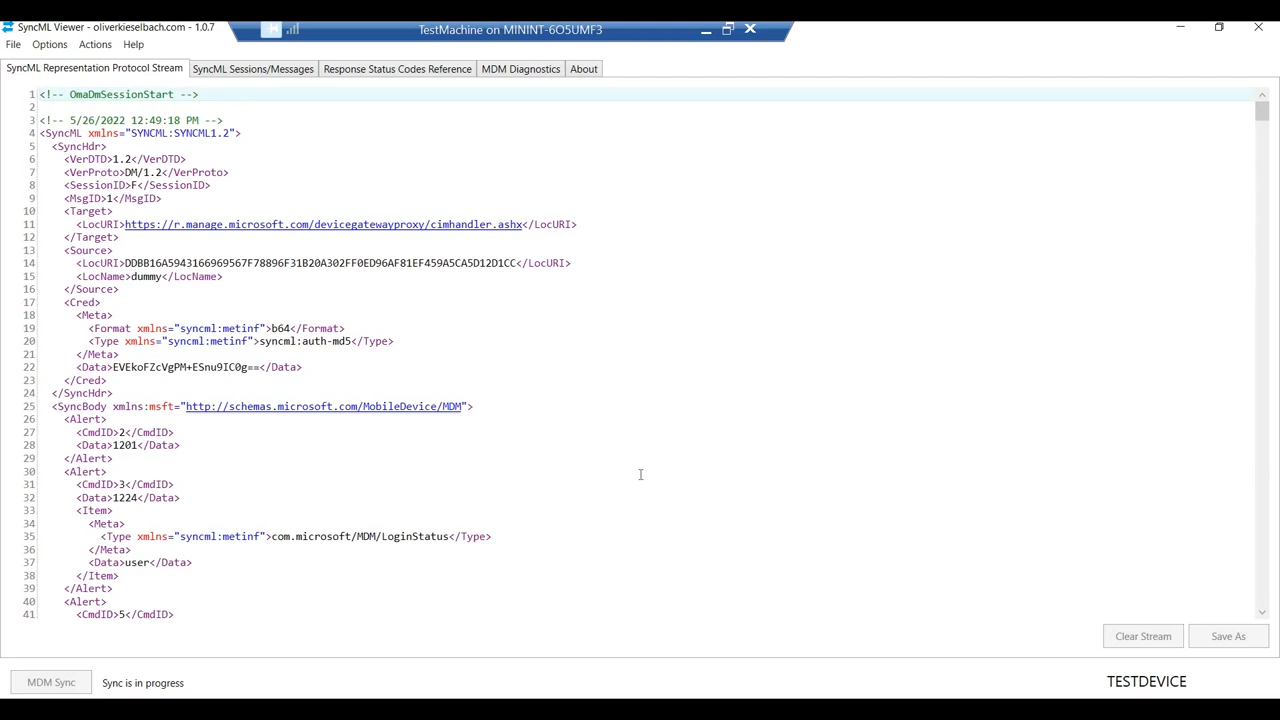 SyncML Viewer - oliverkieselbach.com - 1.0.7
TestMachine on MININT-6O5UMF3
File Options Actions Help
SyncML Representation Protocol Stream SyncML Sessions/Messages Response Status Codes Reference MDM Diagnostics About
1 <!-- OmaDmSessionStart -->
2
3 <!-- 5/26/2022 12:49:18 PM -->
4 <SyncML xmlns="SYNCML:SYNCML1.2">
5 <SyncHdr>
6 <VerDTD>1.2</VerDTD>
7 <VerProto>DM/1.2</VerProto>
8 <SessionID>F</SessionID>
9 <MsgID>1</MsgID>
10 <Target>
11 <LocURI>https://r.manage.microsoft.com/devicegatewayproxy/cimhandler.ashx</LocURI>
12 </Target>
13 <Source>
14 <LocURI>DDBB16A5943166969567F78896F31B20A302FF0ED96AF81EF459A5CA5D12D1CC</LocURI>
15 <LocName>dummy</LocName>
16 </Source>
17 <Cred>
18 <Meta>
19 <Format xmlns="syncml:metinf">b64</Format>
20 <Type xmlns="syncml:metinf">syncml:auth-md5</Type>
21 </Meta>
22 <Data>EVEkoFZcVgPM+ESnu9IC0g==</Data>
23 </Cred>
24 </SyncHdr>
25 <SyncBody xmlns:msft="http://schemas.microsoft.com/MobileDevice/MDM">
26 <Alert>
27 <CmdID>2</CmdID>
28 <Data>1201</Data>
29 </Alert>
30 <Alert>
31 <CmdID>3</CmdID>
32 <Data>1224</Data>
33 <Item>
34 <Meta>
35 <Type xmlns="syncml:metinf">com.microsoft/MDM/LoginStatus</Type>
36 </Meta>
37 <Data>user</Data>
38 </Item>
39 </Alert>
40 <Alert>
41 <CmdID>5</CmdID>
Clear Stream Save As
MDM Sync Sync is in progress TESTDEVICE